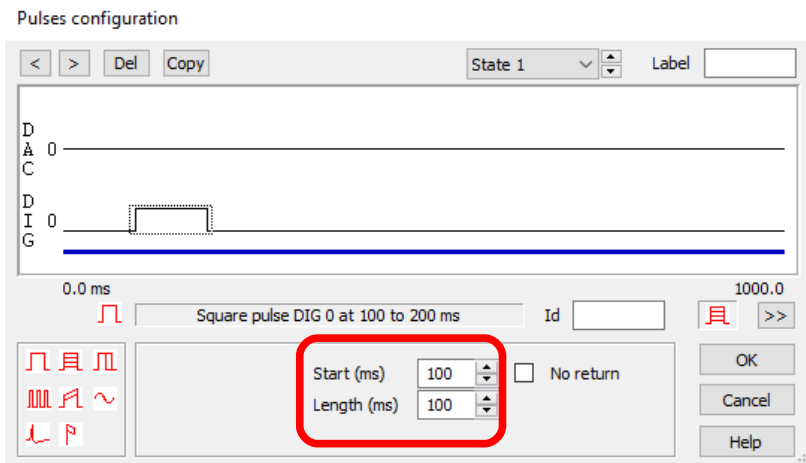 Pulses configuration
< > Del Copy State 1 Label
D
A 0
C
D
I 0
G
0.0 ms 1000.0
Square pulse DIG 0 at 100 to 200 ms Id >>
Start (ms) 100 No return OK
Length (ms) 100 Cancel
Help